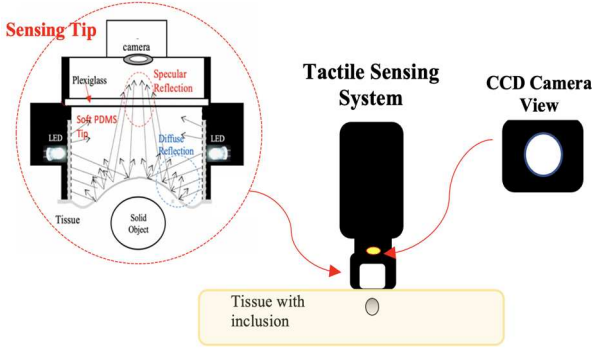 Sensing Tip
camera
Specular
Reflection
Plexiglass
Soft PDMS
Tip
LED
LED
Diffuse
Reflection
Tissue
Solid
Object
Tactile Sensing
System
CCD Camera
View
Tissue with
inclusion